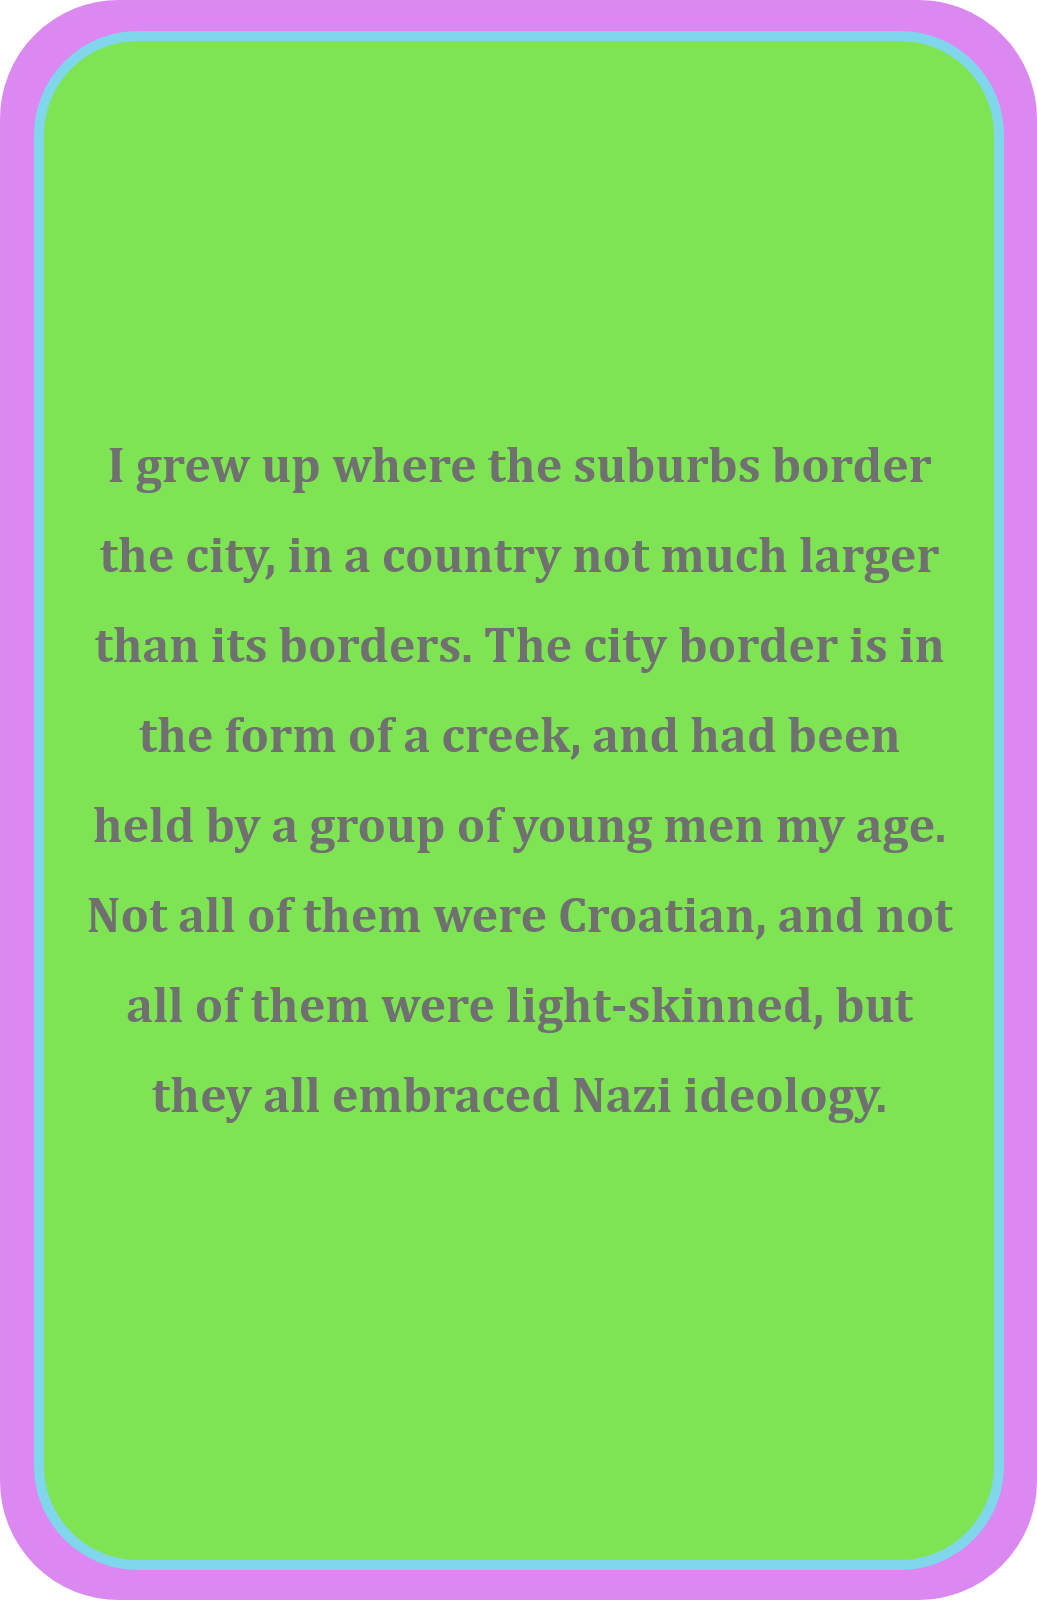 I grew up where the suburbs border
the city, in a country not much larger
than its borders. The city border is in
the form of a creek, and had been
held by a group of young men my age.
Not all of them were Croatian, and not
all of them were light-skinned, but
they all embraced Nazi ideology.